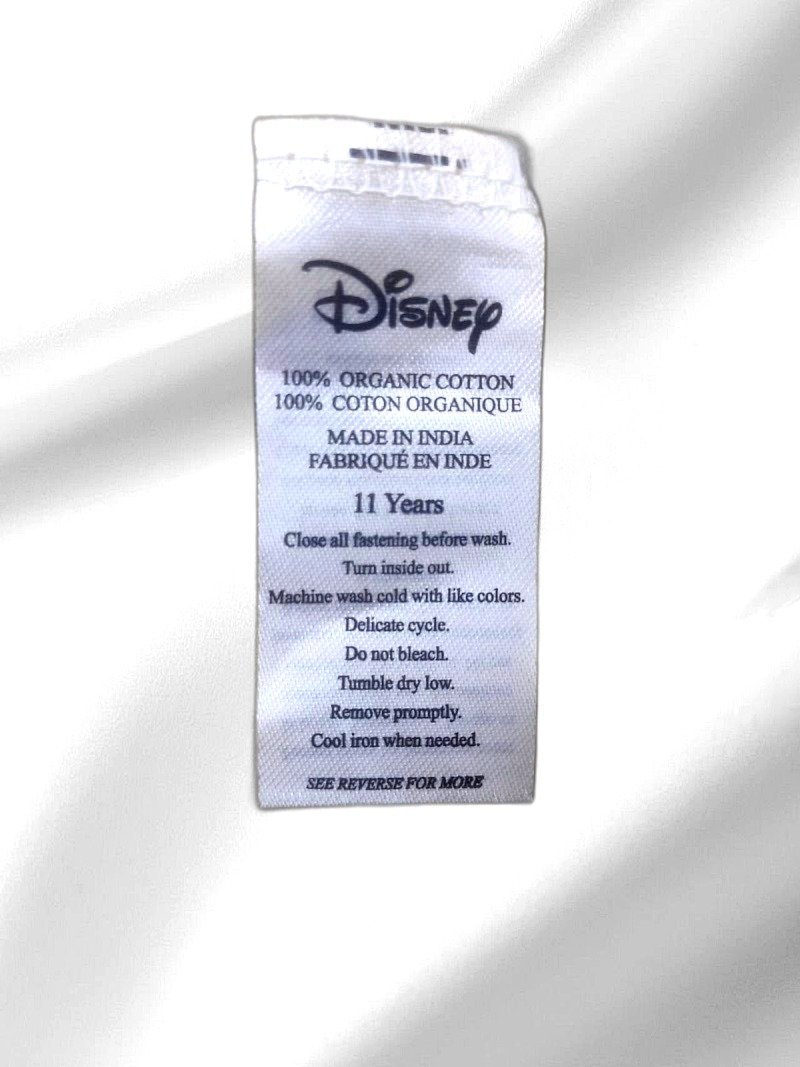 Disney
100% ORGANIC COTTON
100% COTON ORGANIQUE
MADE IN INDIA
FABRIQUÉ EN INDE
11 Years
Close all fastening before wash.
Turn inside out.
Machine wash cold with like colors.
Delicate cycle.
Do not bleach.
Tumble dry low.
Remove promptly.
Cool iron when needed.
SEE REVERSE FOR MORE